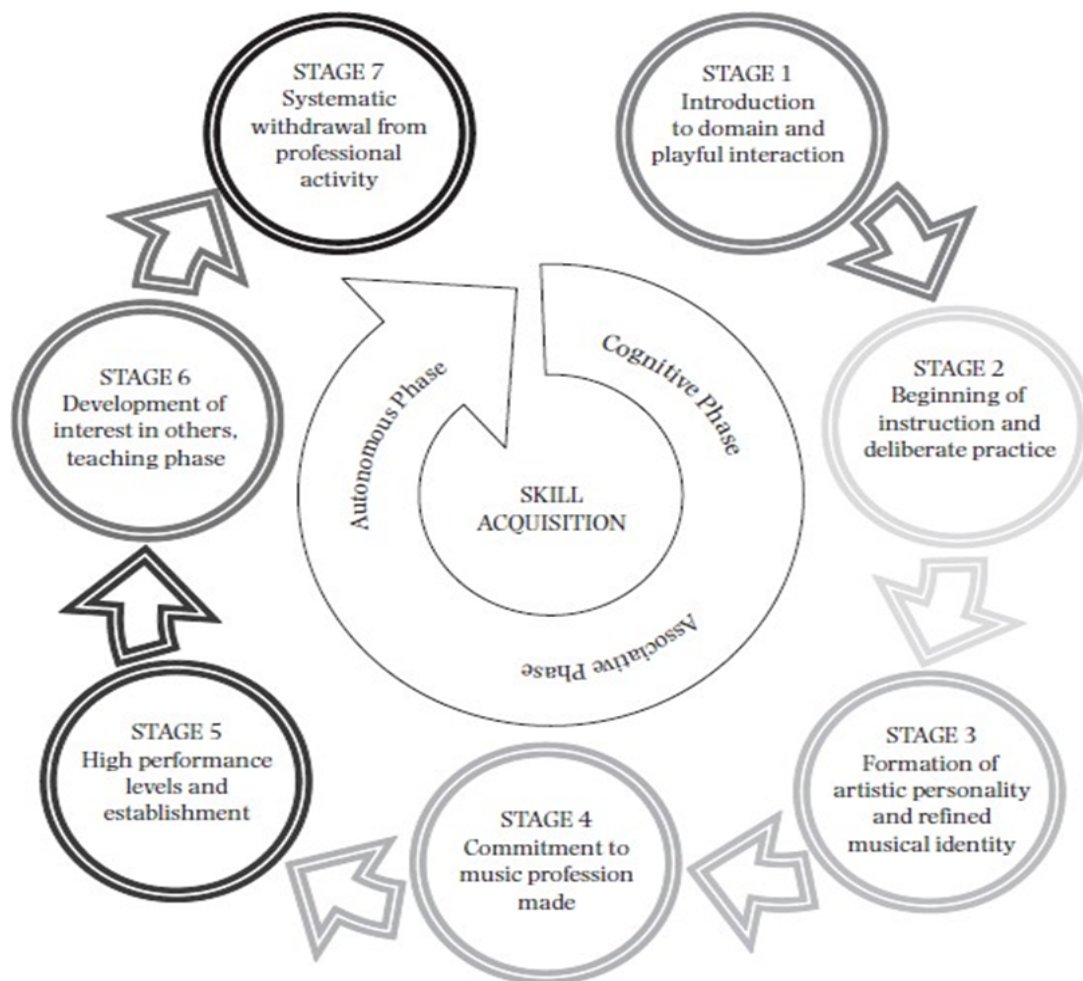 STAGE 1
Introduction
to domain and
playful interaction
STAGE 2
Beginning of
instruction and
deliberate practice
STAGE 3
Formation of
artistic personality
and refined
musical identity
STAGE 4
Commitment to
music profession
made
STAGE 5
High performance
levels and
establishment
STAGE 6
Development of
interest in others,
teaching phase
STAGE 7
Systematic
withdrawal from
professional
activity
Cognitive Phase
Associative Phase
Autonomous Phase
SKILL
ACQUISITION